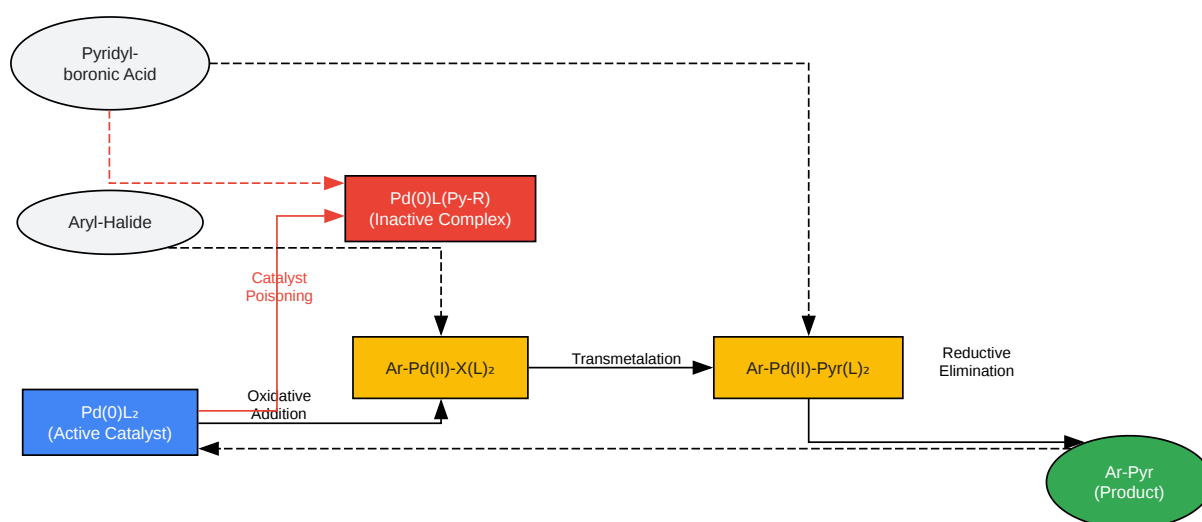 Pyridyl-
boronic Acid
Pd(0)L(Py-R)
(Inactive Complex)
Aryl-Halide
Catalyst
Poisoning
Ar-Pd(II)-X(L)₂
Transmetalation
Ar-Pd(II)-Pyr(L)₂
Reductive
Elimination
Oxidative
Addition
Pd(0)L₂
(Active Catalyst)
Ar-Pyr
(Product)